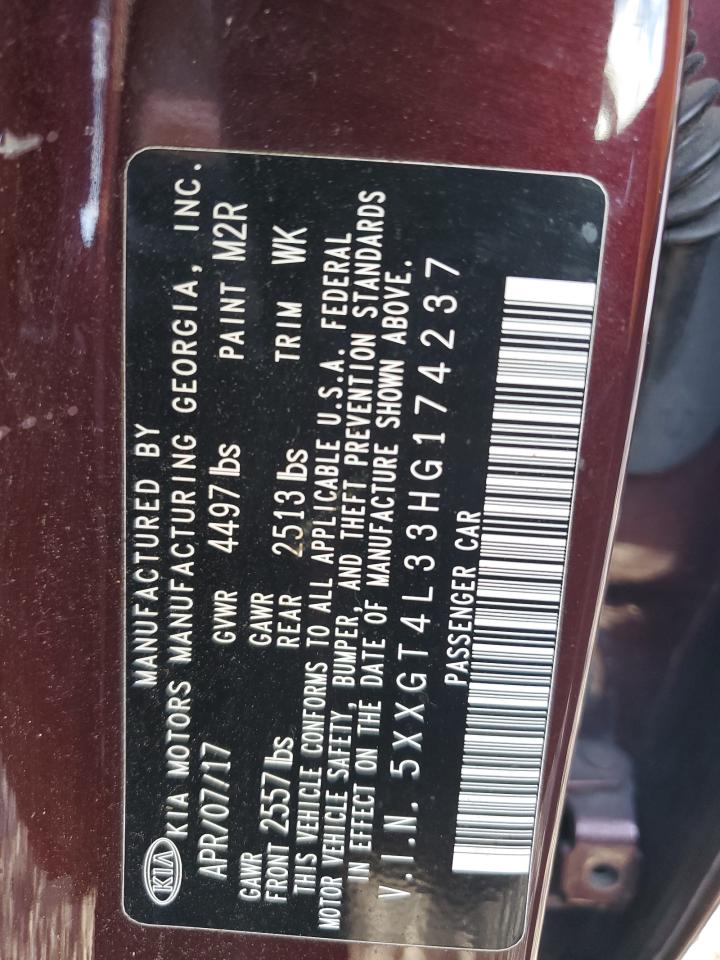 KIA
MANUFACTURED BY
KIA MOTORS MANUFACTURING GEORGIA, INC.
APR/07/17 GVWR 4497 lbs PAINT M2R
GAWR GAWR
FRONT 2557 lbs REAR 2513 lbs TRIM WK
THIS VEHICLE CONFORMS TO ALL APPLICABLE U.S.A. FEDERAL
MOTOR VEHICLE SAFETY, BUMPER, AND THEFT PREVENTION STANDARDS
IN EFFECT ON THE DATE OF MANUFACTURE SHOWN ABOVE.
V.I.N. 5XXGT4L33HG174237
PASSENGER CAR